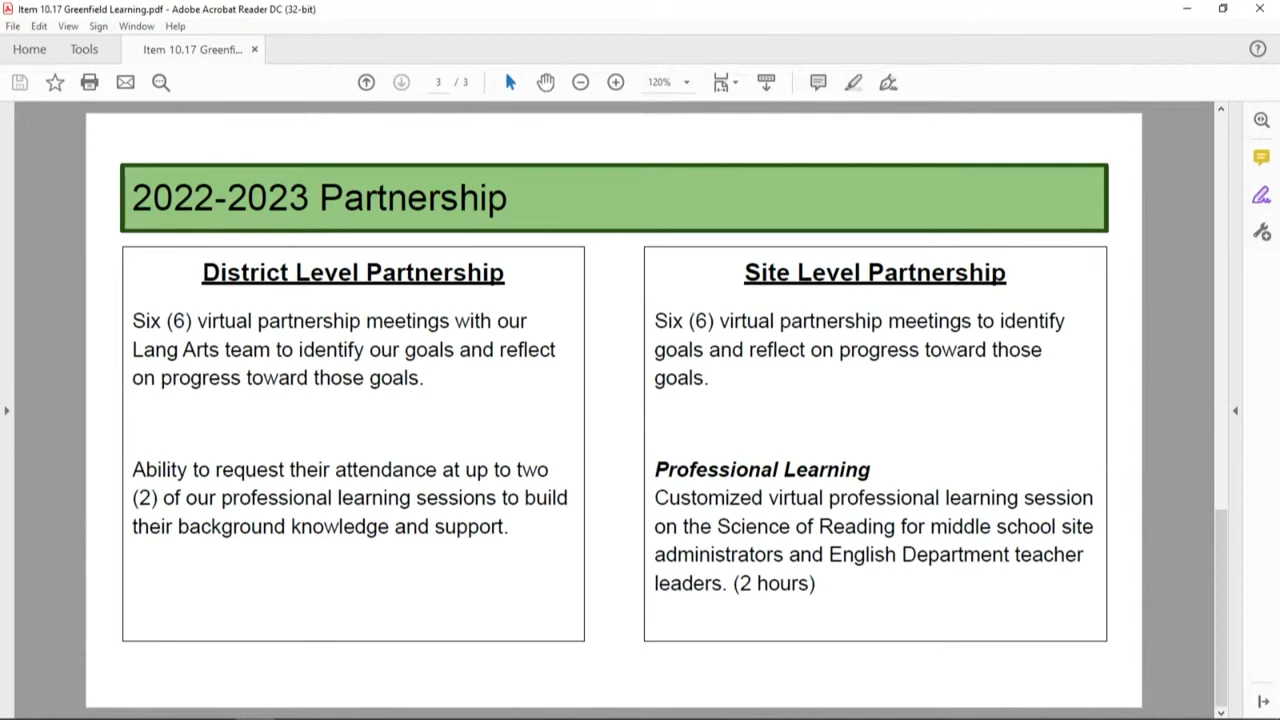 Item 10.17 Greenfield Learning.pdf - Adobe Acrobat Reader DC (32-bit)
File Edit View Sign Window Help
Home Tools Item 10.17 Greenfi... ×
3 / 3 120%
2022-2023 Partnership
District Level Partnership
Six (6) virtual partnership meetings with our
Lang Arts team to identify our goals and reflect
on progress toward those goals.
Ability to request their attendance at up to two
(2) of our professional learning sessions to build
their background knowledge and support.
Site Level Partnership
Six (6) virtual partnership meetings to identify
goals and reflect on progress toward those
goals.
Professional Learning
Customized virtual professional learning session
on the Science of Reading for middle school site
administrators and English Department teacher
leaders. (2 hours)